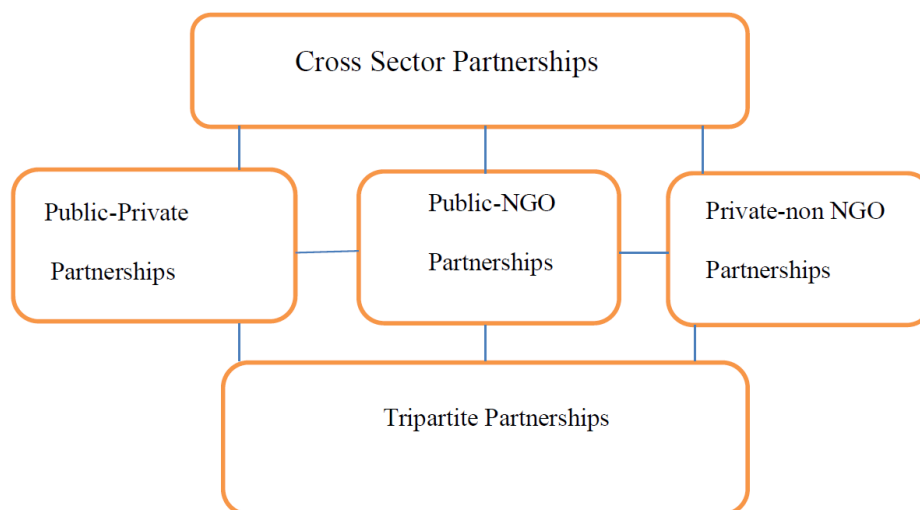 Cross Sector Partnerships
Public-Private
Partnerships
Public-NGO
Partnerships
Private-non NGO
Partnerships
Tripartite Partnerships